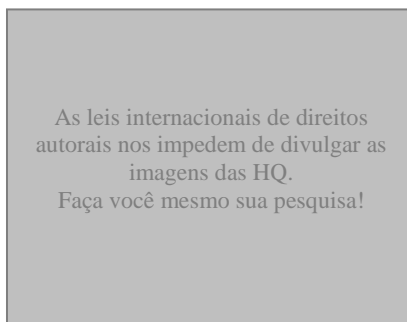 As leis internacionais de direitos
autorais nos impedem de divulgar as
imagens das HQ.
Faça você mesmo sua pesquisa!